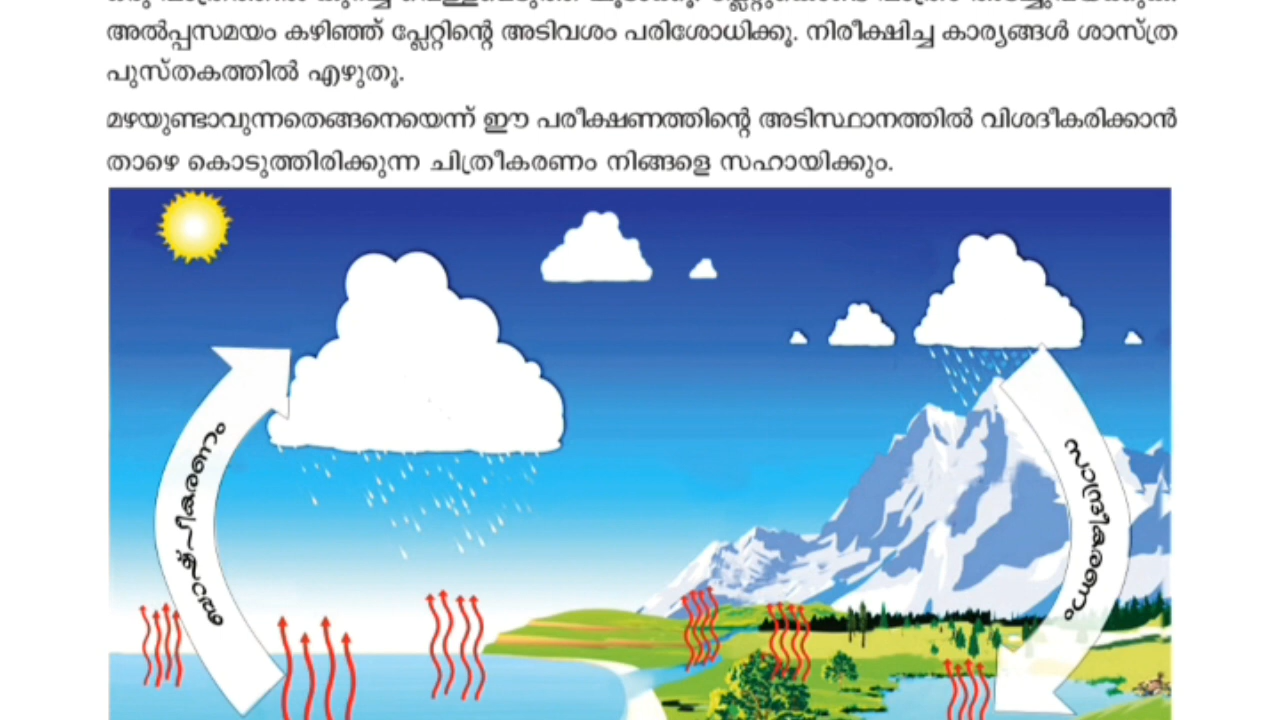 അൽപ്പസമയം കഴിഞ്ഞ് പ്ലേറ്റിന്റെ അടിവശം പരിശോധിക്കൂ. നിരീക്ഷിച്ച കാര്യങ്ങൾ ശാസ്ത്ര
പുസ്തകത്തിൽ എഴുതൂ.
മഴയുണ്ടാവുന്നതെങ്ങനെയെന്ന് ഈ പരീക്ഷണത്തിന്റെ അടിസ്ഥാനത്തിൽ വിശദീകരിക്കാൻ
താഴെ കൊടുത്തിരിക്കുന്ന ചിത്രീകരണം നിങ്ങളെ സഹായിക്കും.
ബാഷ്പീകരണം
സാന്ദ്രീകരണം